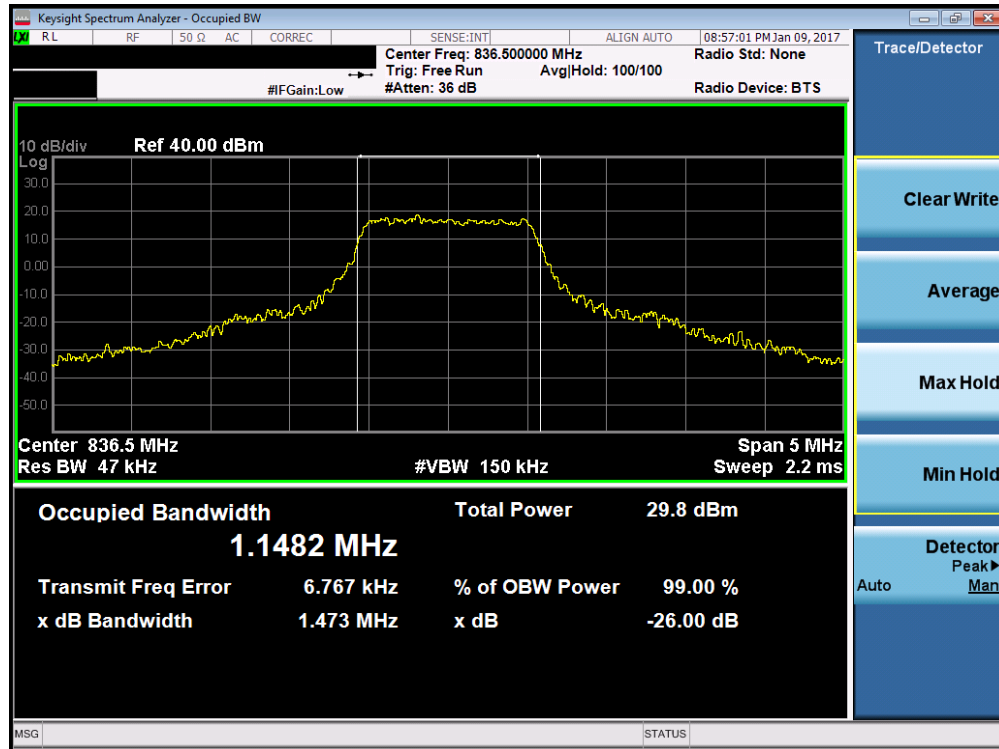 Keysight Spectrum Analyzer - Occupied BW
LXI RL RF 50 Ω AC CORREC SENSE:INT ALIGN AUTO 08:57:01 PM Jan 09, 2017
Center Freq: 836.500000 MHz Radio Std: None
Trig: Free Run Avg|Hold: 100/100
#IFGain:Low #Atten: 36 dB Radio Device: BTS
Trace/Detector
10 dB/div Ref 40.00 dBm
Log
30.0
20.0
10.0
0.00
-10.0
-20.0
-30.0
-40.0
-50.0
Center 836.5 MHz Span 5 MHz
Res BW 47 kHz #VBW 150 kHz Sweep 2.2 ms
Occupied Bandwidth Total Power 29.8 dBm
1.1482 MHz
Transmit Freq Error 6.767 kHz % of OBW Power 99.00 %
x dB Bandwidth 1.473 MHz x dB -26.00 dB
Clear Write
Average
Max Hold
Min Hold
Detector
Peak▶
Auto Man
MSG STATUS